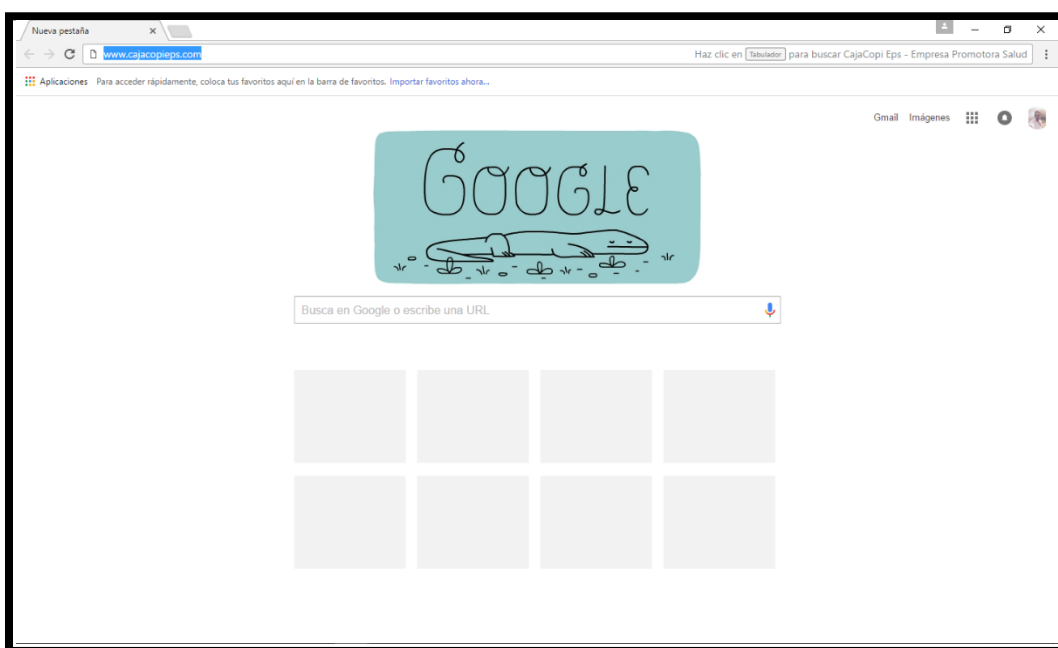 Nueva pestaña
www.cajacopieps.com Haz clic en Tabulador para buscar CajaCopi Eps - Empresa Promotora Salud
Aplicaciones Para acceder rápidamente, coloca tus favoritos aquí en la barra de favoritos. Importar favoritos ahora...
Gmail Imágenes
GOOGLE
Busca en Google o escribe una URL